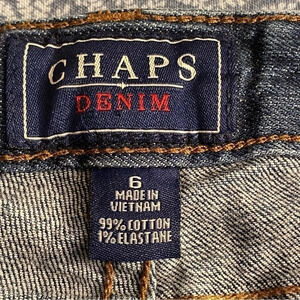 CHAPS
DENIM
6
MADE IN
VIETNAM
99% COTTON
1% ELASTANE